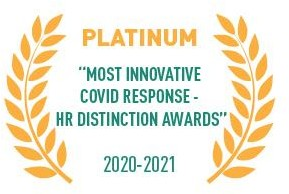 PLATINUM
“MOST INNOVATIVE
COVID RESPONSE -
HR DISTINCTION AWARDS”
2020-2021